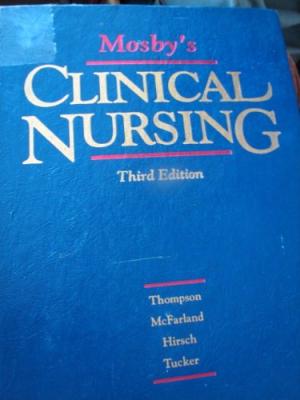 Mosby's
CLINICAL
NURSING
Third Edition
Thompson
McFarland
Hirsch
Tucker